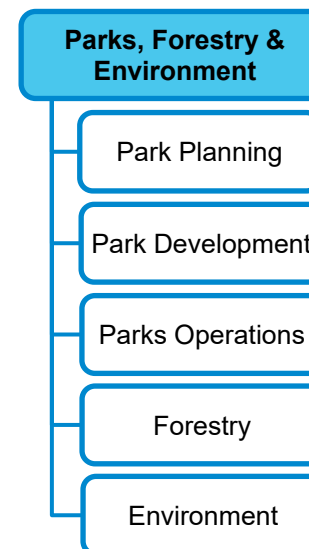 Parks, Forestry &
Environment
Park Planning
Park Development
Parks Operations
Forestry
Environment